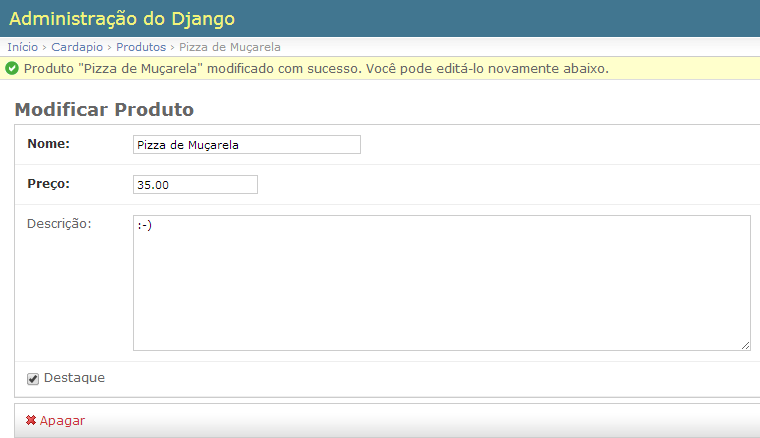 Administração do Django
Início › Cardapio › Produtos › Pizza de Muçarela
Produto "Pizza de Muçarela" modificado com sucesso. Você pode editá-lo novamente abaixo.
Modificar Produto
Nome: Pizza de Muçarela
Preço: 35.00
Descrição: :-)
Destaque
Apagar